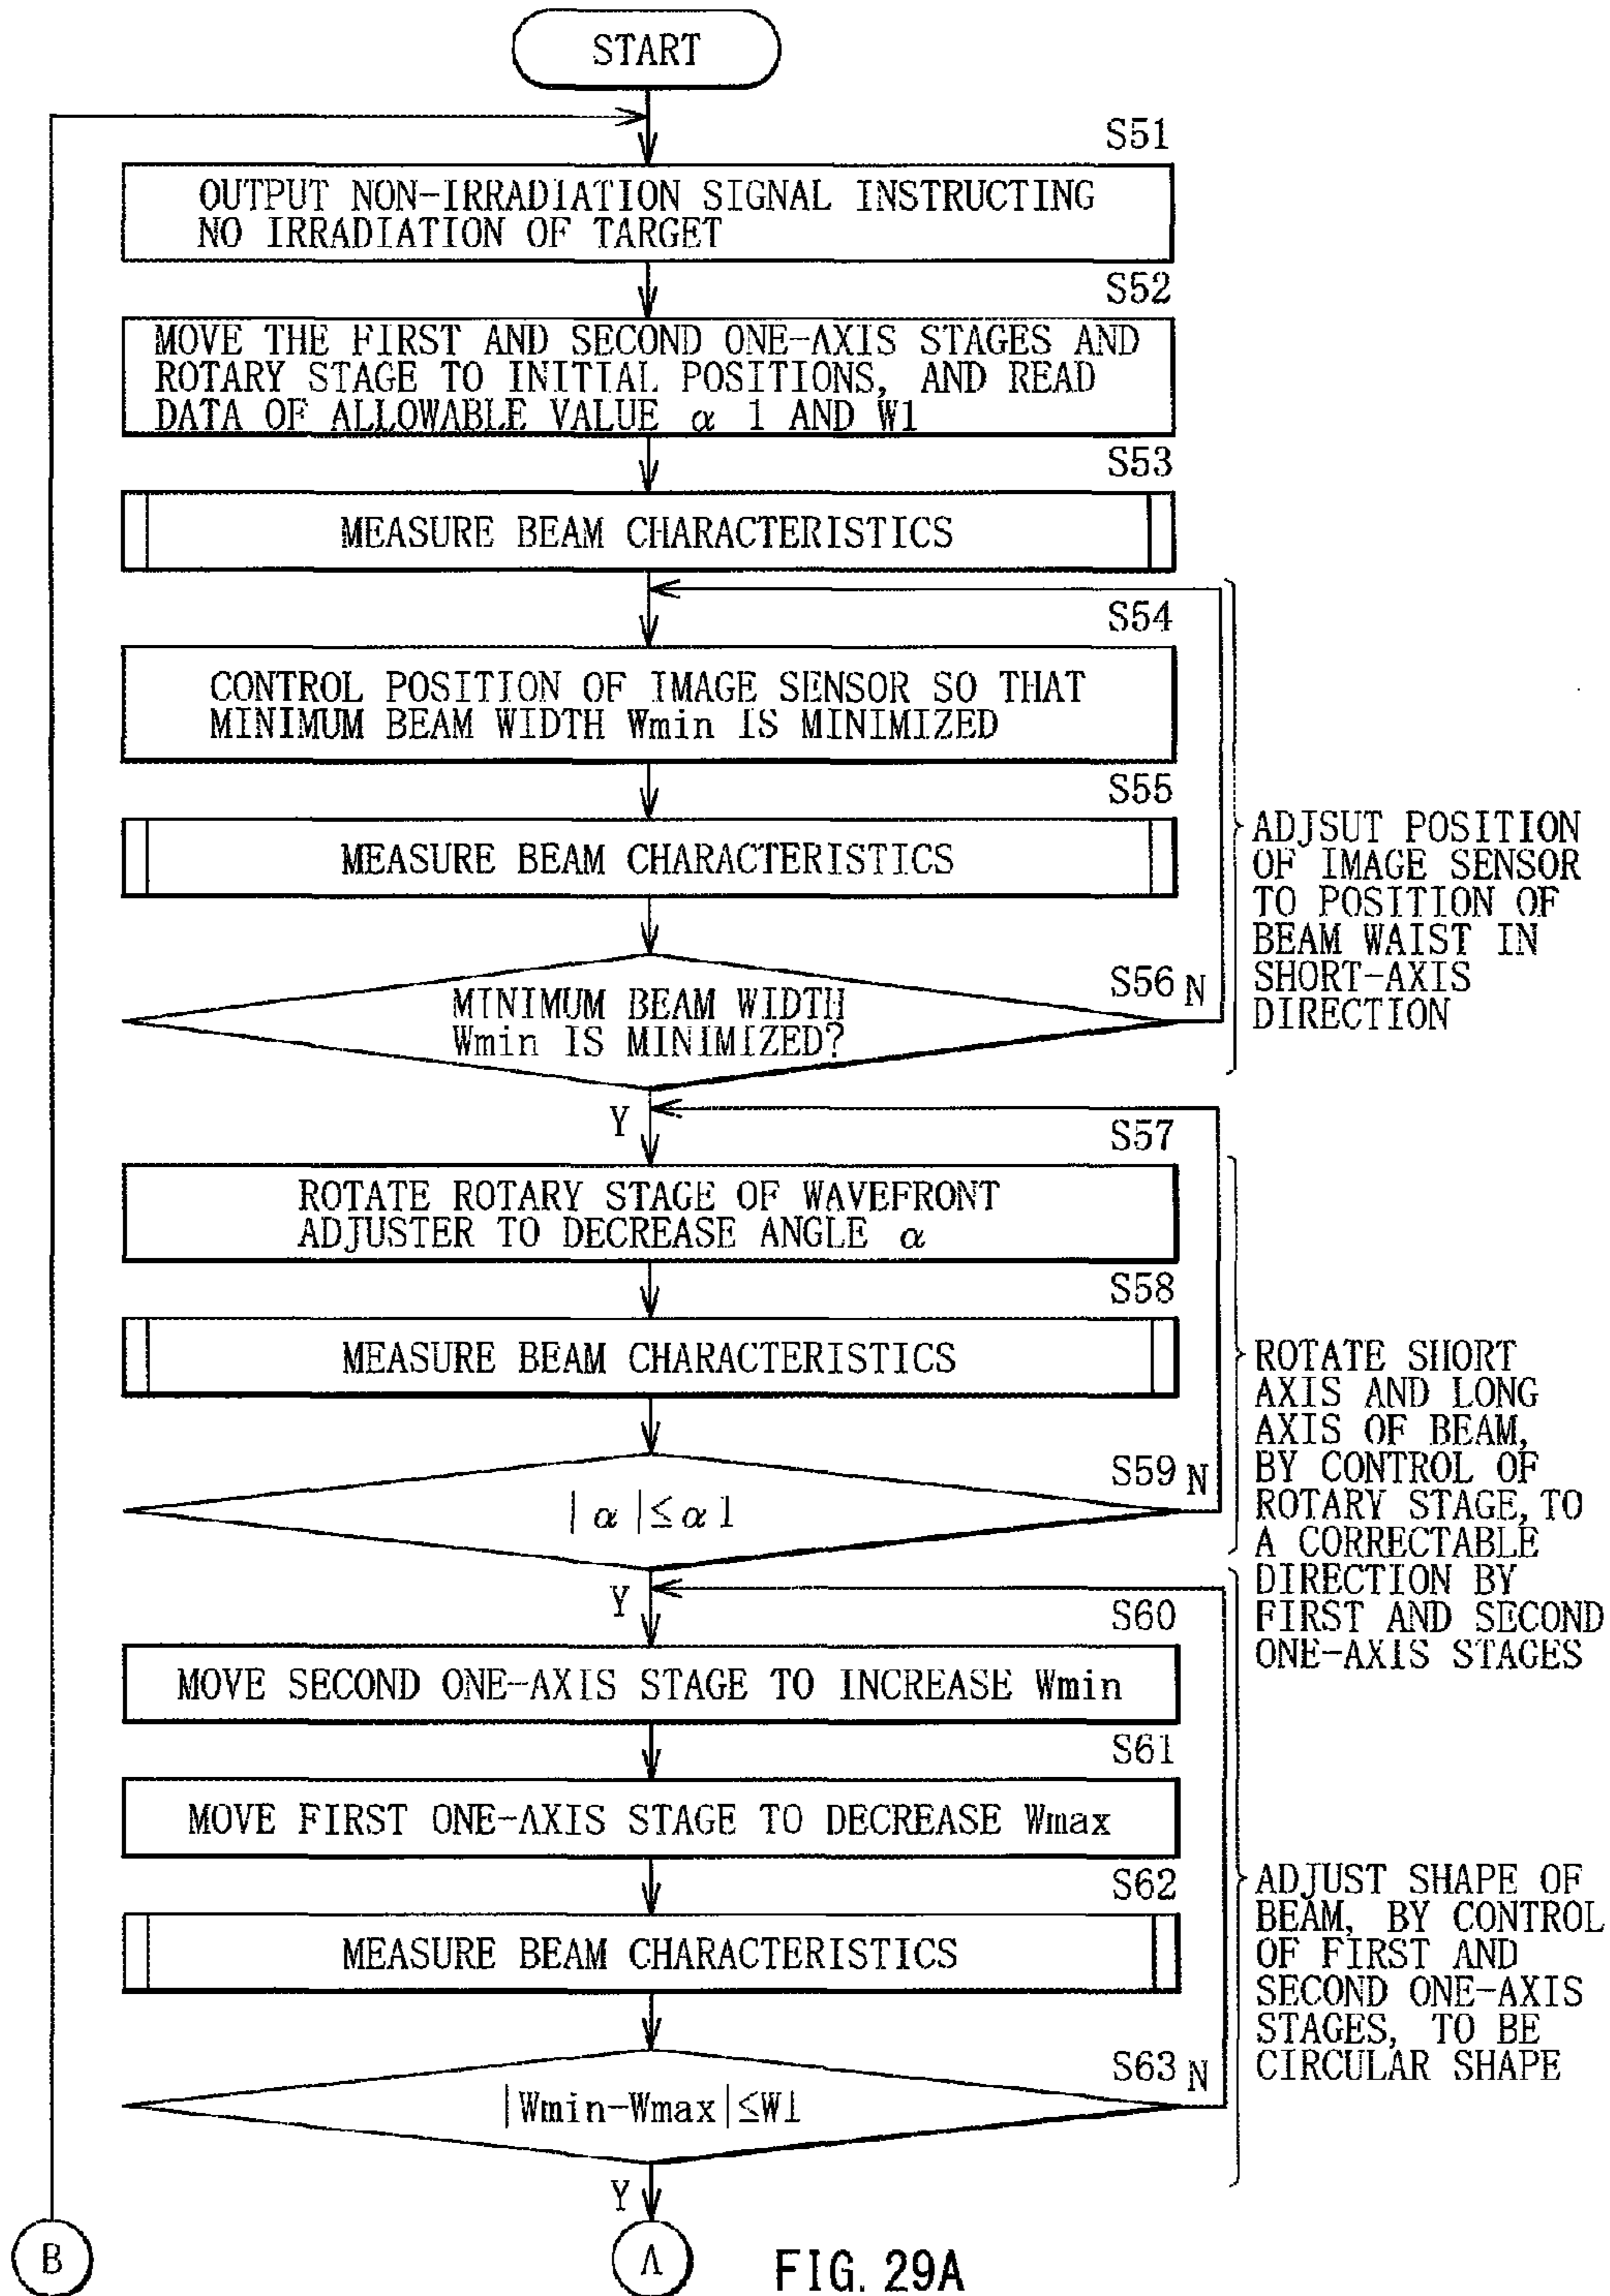 START
S51
OUTPUT NON-IRRADIATION SIGNAL INSTRUCTING
NO IRRADIATION OF TARGET
S52
MOVE THE FIRST AND SECOND ONE-AXIS STAGES AND
ROTARY STAGE TO INITIAL POSITIONS, AND READ
DATA OF ALLOWABLE VALUE α 1 AND W1
S53
MEASURE BEAM CHARACTERISTICS
S54
CONTROL POSITION OF IMAGE SENSOR SO THAT
MINIMUM BEAM WIDTH Wmin IS MINIMIZED
S55
MEASURE BEAM CHARACTERISTICS
S56
MINIMUM BEAM WIDTH
Wmin IS MINIMIZED?
N
Y
ADJSUT POSITION
OF IMAGE SENSOR
TO POSITION OF
BEAM WAIST IN
SHORT-AXIS
DIRECTION
S57
ROTATE ROTARY STAGE OF WAVEFRONT
ADJUSTER TO DECREASE ANGLE α
S58
MEASURE BEAM CHARACTERISTICS
S59
|α|≤α1
N
Y
ROTATE SHORT
AXIS AND LONG
AXIS OF BEAM,
BY CONTROL OF
ROTARY STAGE, TO
A CORRECTABLE
DIRECTION BY
FIRST AND SECOND
ONE-AXIS STAGES
S60
MOVE SECOND ONE-AXIS STAGE TO INCREASE Wmin
S61
MOVE FIRST ONE-AXIS STAGE TO DECREASE Wmax
S62
MEASURE BEAM CHARACTERISTICS
S63
|Wmin-Wmax|≤W1
N
Y
ADJUST SHAPE OF
BEAM, BY CONTROL
OF FIRST AND
SECOND ONE-AXIS
STAGES, TO BE
CIRCULAR SHAPE
B
A
FIG. 29A